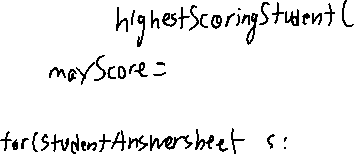 highestScoringStudent(
maxScore =
for(StudentAnswersheet s: